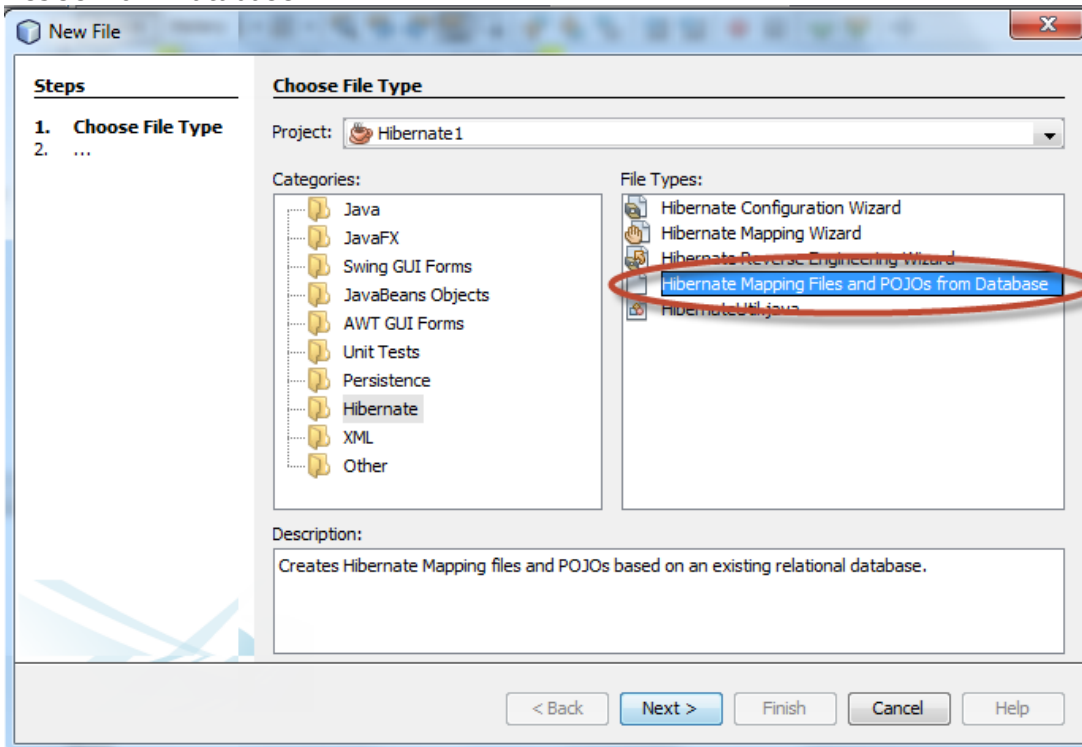 New File
Steps
1. Choose File Type
2. ...
Choose File Type
Project: Hibernate1
Categories:
Java
JavaFX
Swing GUI Forms
JavaBeans Objects
AWT GUI Forms
Unit Tests
Persistence
Hibernate
XML
Other
File Types:
Hibernate Configuration Wizard
Hibernate Mapping Wizard
Hibernate Reverse Engineering Wizard
Hibernate Mapping Files and POJOs from Database
HibernateUtil.java
Description:
Creates Hibernate Mapping files and POJOs based on an existing relational database.
< Back
Next >
Finish
Cancel
Help